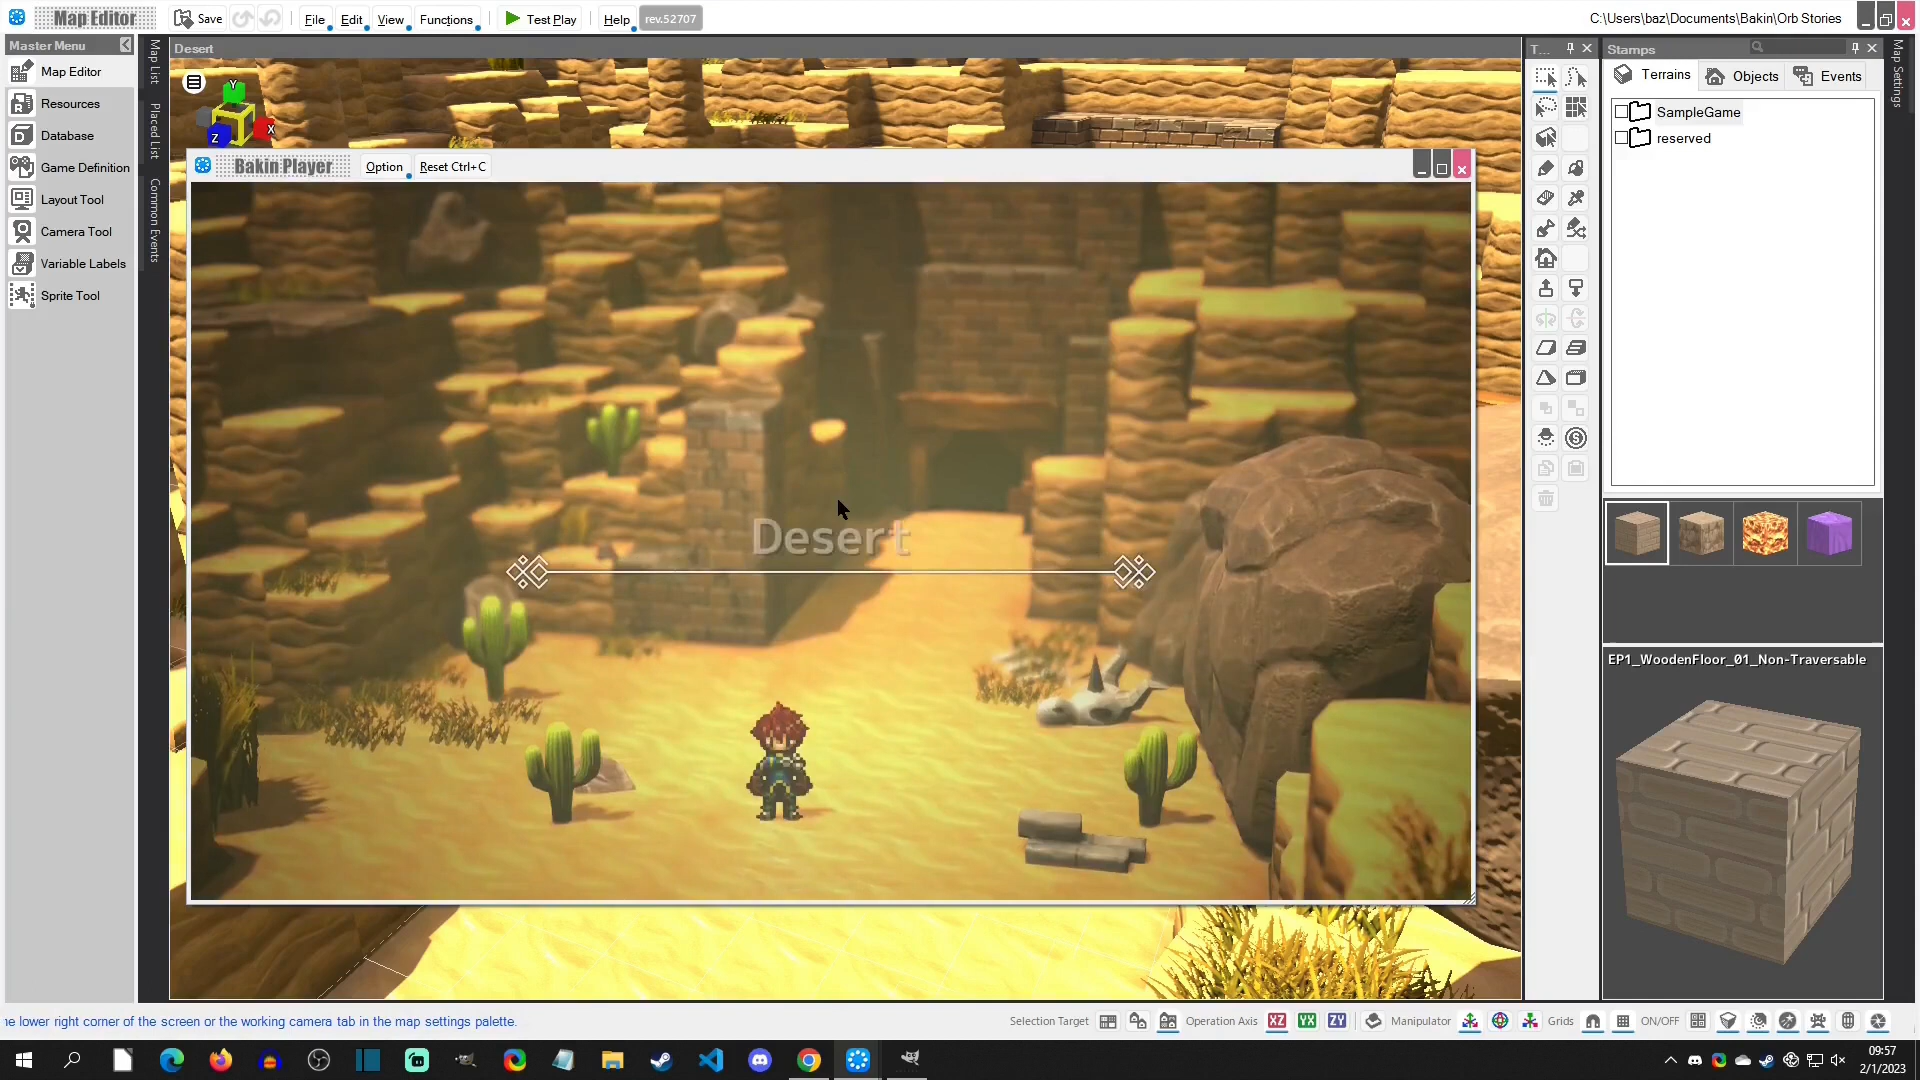 Map Editor
Save
File
Edit
View
Functions
Test Play
Help
rev.52707
C:\Users\baz\Documents\Bakin\Orb Stories
Master Menu
Map Editor
Resources
Database
Game Definition
Layout Tool
Camera Tool
Variable Labels
Sprite Tool
Map List
Placed List
Common Events
Desert
Y
X
Z
Bakin Player
Option
Reset Ctrl+C
Desert
T...
Stamps
Terrains
Objects
Events
Map Settings
SampleGame
reserved
EP1_WoodenFloor_01_Non-Traversable
ne lower right corner of the screen or the working camera tab in the map settings palette.
Selection Target
Operation Axis
XZ
YX
ZY
Manipulator
Grids
ON/OFF
09:57
2/1/2023